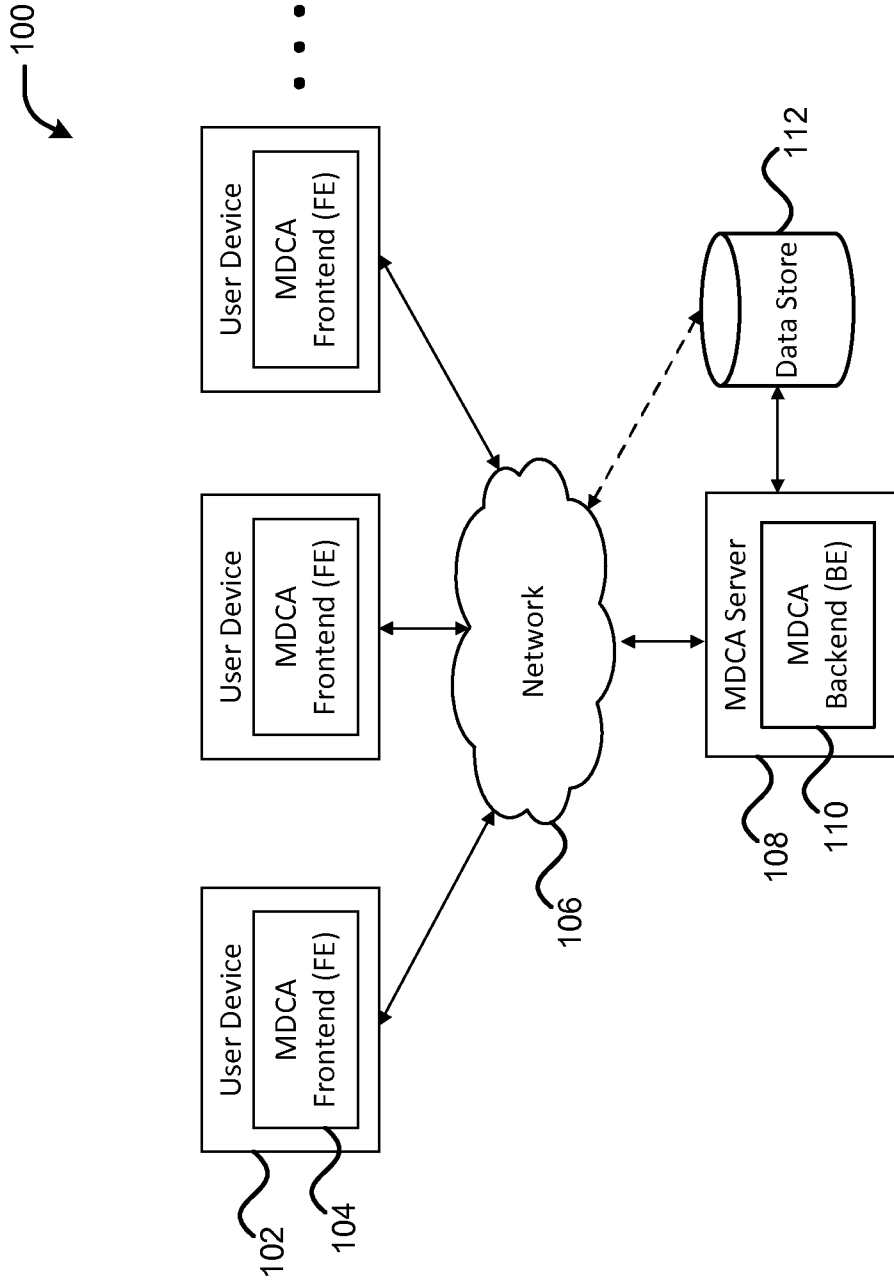 100
User Device
MDCA
Frontend (FE)
User Device
MDCA
Frontend (FE)
User Device
MDCA
Frontend (FE)
102
104
Network
106
MDCA Server
MDCA
Backend (BE)
Data Store
108
110
112